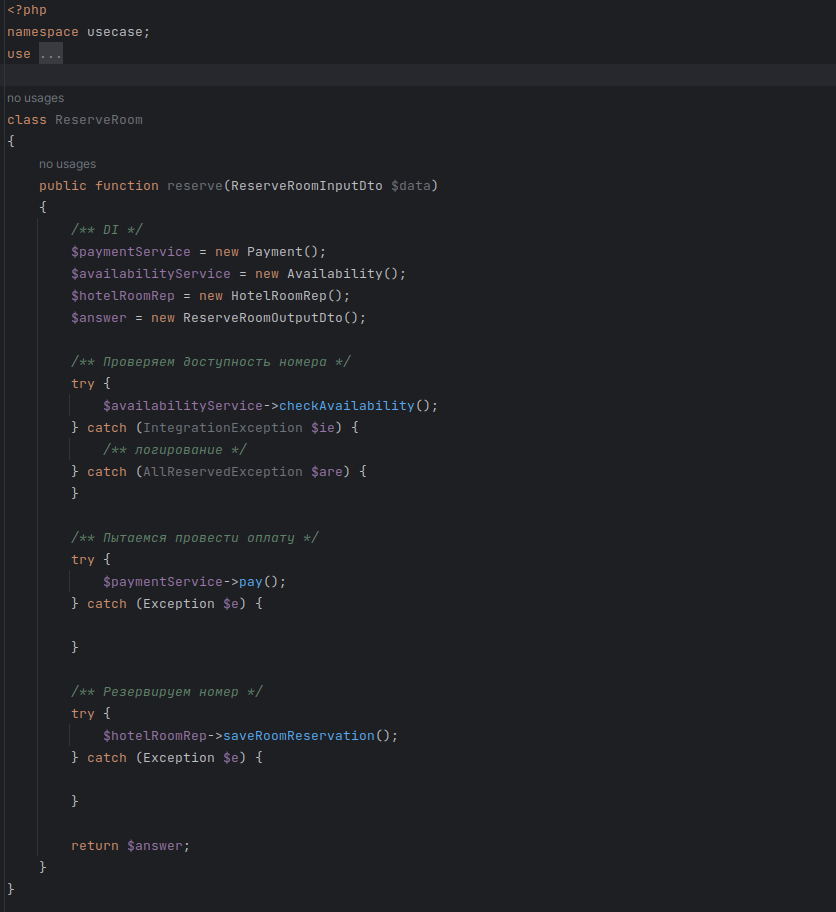 <?php
namespace usecase;
use ...
no usages
class ReserveRoom
{
no usages
public function reserve(ReserveRoomInputDto $data)
{
/** DI */
$paymentService = new Payment();
$availabilityService = new Availability();
$hotelRoomRep = new HotelRoomRep();
$answer = new ReserveRoomOutputDto();
/** Проверяем доступность номера */
try {
$availabilityService->checkAvailability();
} catch (IntegrationException $ie) {
/** логирование */
} catch (AllReservedException $are) {
}
/** Пытаемся провести оплату */
try {
$paymentService->pay();
} catch (Exception $e) {
}
/** Резервируем номер */
try {
$hotelRoomRep->saveRoomReservation();
} catch (Exception $e) {
}
return $answer;
}
}